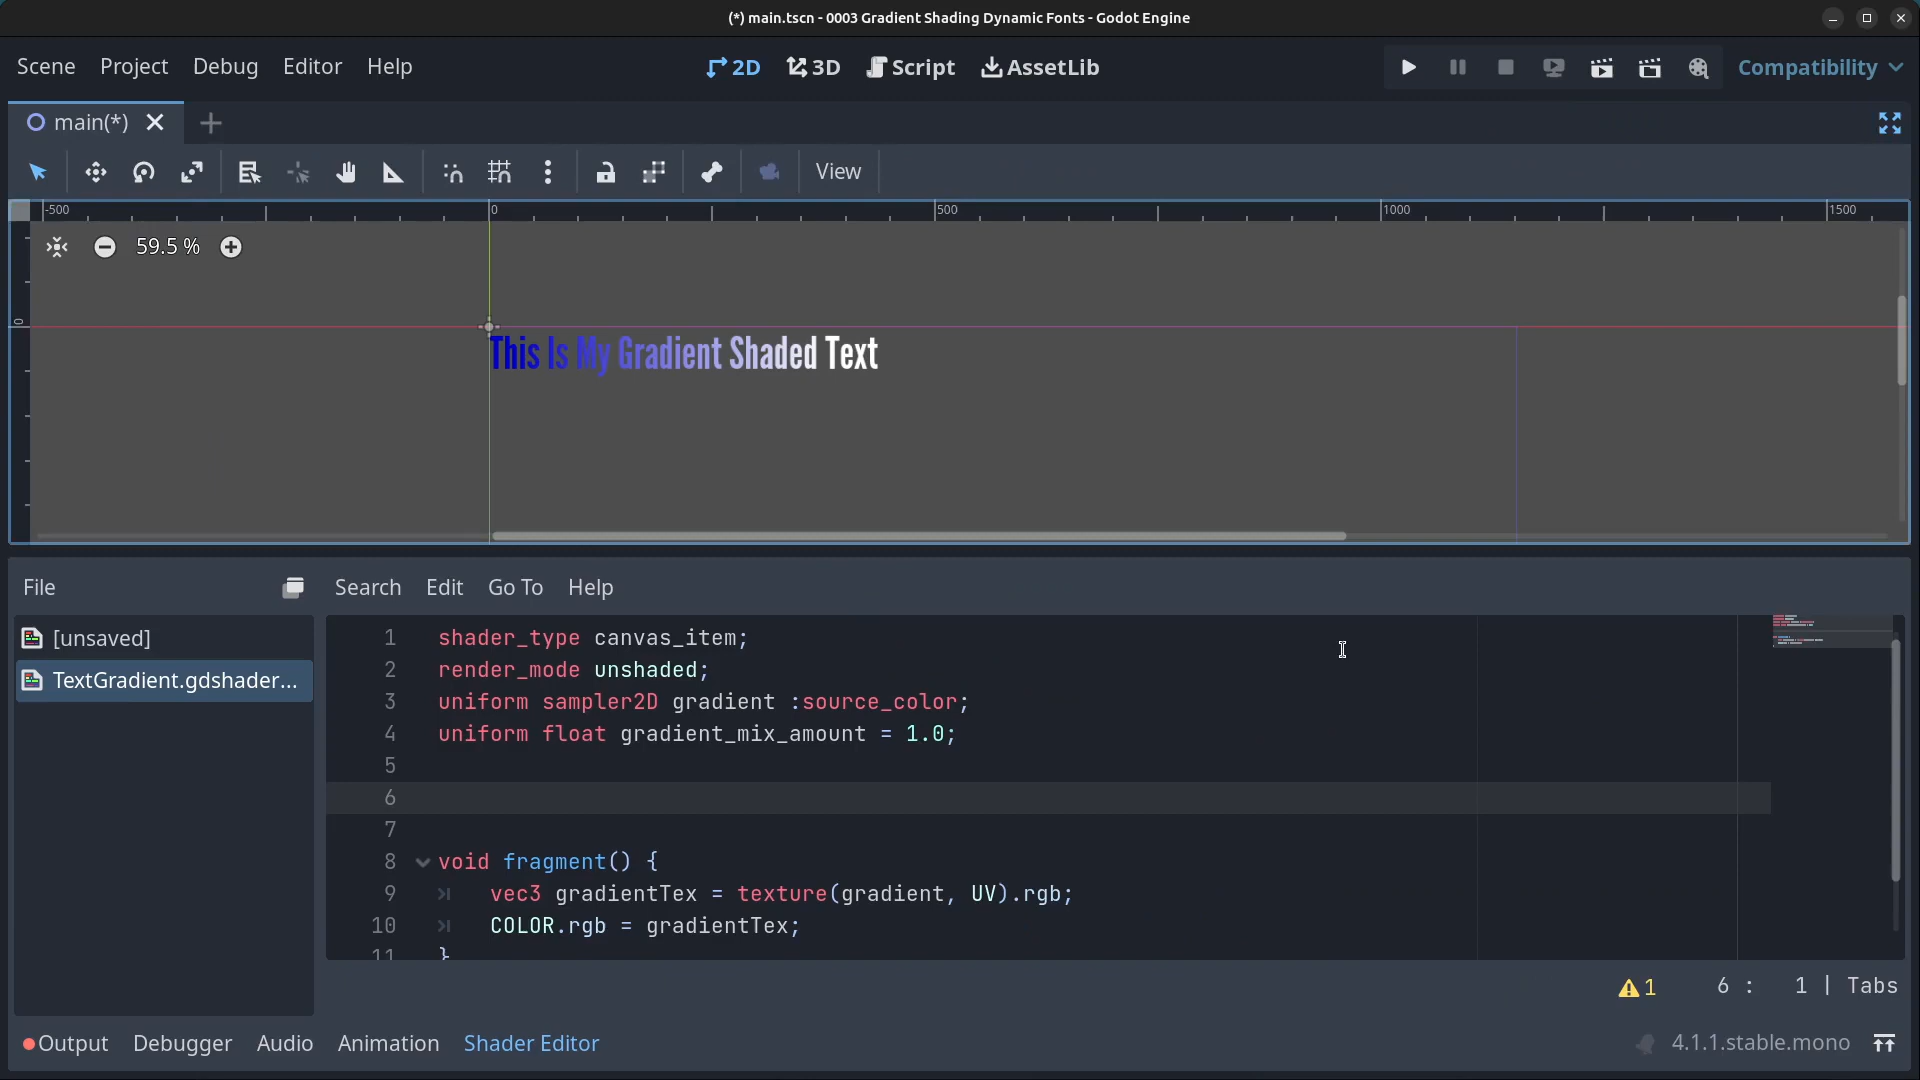 (*) main.tscn - 0003 Gradient Shading Dynamic Fonts - Godot Engine
Scene Project Debug Editor Help
2D 3D Script AssetLib
Compatibility
main(*)
View
-500 0 500 1000 1500
59.5 %
0
This Is My Gradient Shaded Text
File
Search Edit Go To Help
[unsaved]
TextGradient.gdshader...
1 shader_type canvas_item;
2 render_mode unshaded;
3 uniform sampler2D gradient :source_color;
4 uniform float gradient_mix_amount = 1.0;
5
6
7
8 void fragment() {
9 vec3 gradientTex = texture(gradient, UV).rgb;
10 COLOR.rgb = gradientTex;
11 }
1 6 : 1 | Tabs
Output Debugger Audio Animation Shader Editor
4.1.1.stable.mono